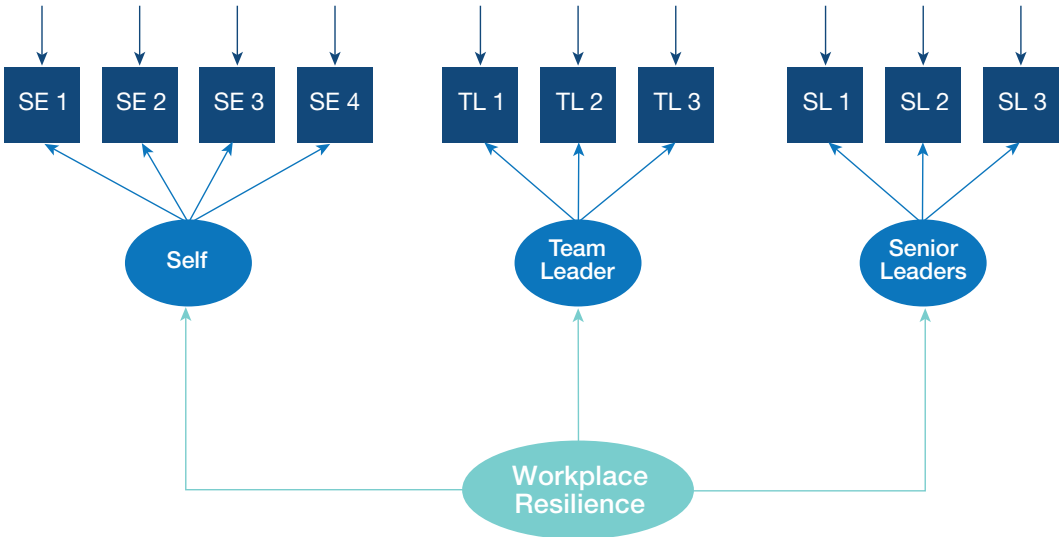 SE 1
SE 2
SE 3
SE 4
TL 1
TL 2
TL 3
SL 1
SL 2
SL 3
Self
Team
Leader
Senior
Leaders
Workplace
Resilience